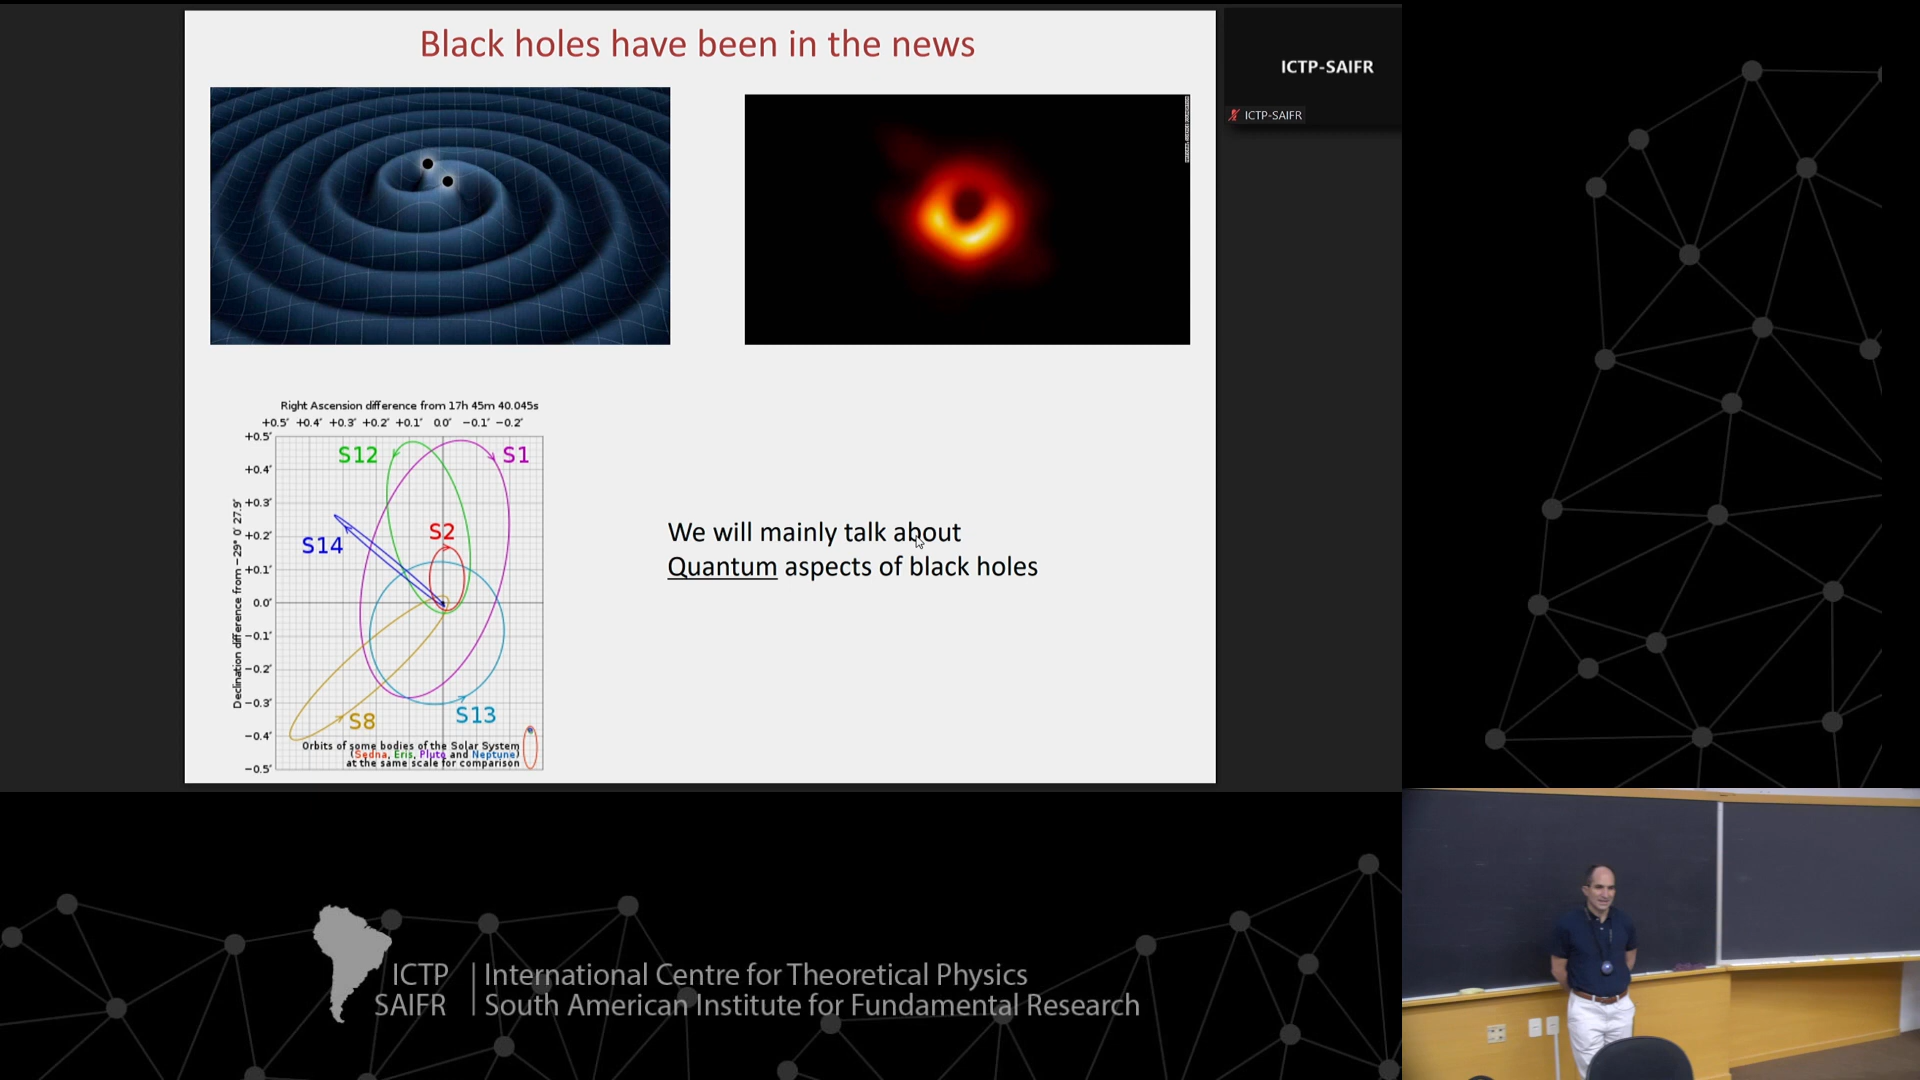 Black holes have been in the news
ICTP-SAIFR
ICTP-SAIFR
Right Ascension difference from 17h 45m 40.045s
+0.5″ +0.4″ +0.3″ +0.2″ +0.1″ 0.0″ −0.1″ −0.2″
Declination difference from −29° 0′ 27.9″
+0.5″
+0.4″
+0.3″
+0.2″
+0.1″
0.0″
−0.1″
−0.2″
−0.3″
−0.4″
−0.5″
S12
S1
S2
S14
S8
S13
Orbits of some bodies of the Solar System
(Sedna, Eris, Pluto and Neptune)
at the same scale for comparison
We will mainly talk about
Quantum aspects of black holes
ICTP
SAIFR
International Centre for Theoretical Physics
South American Institute for Fundamental Research